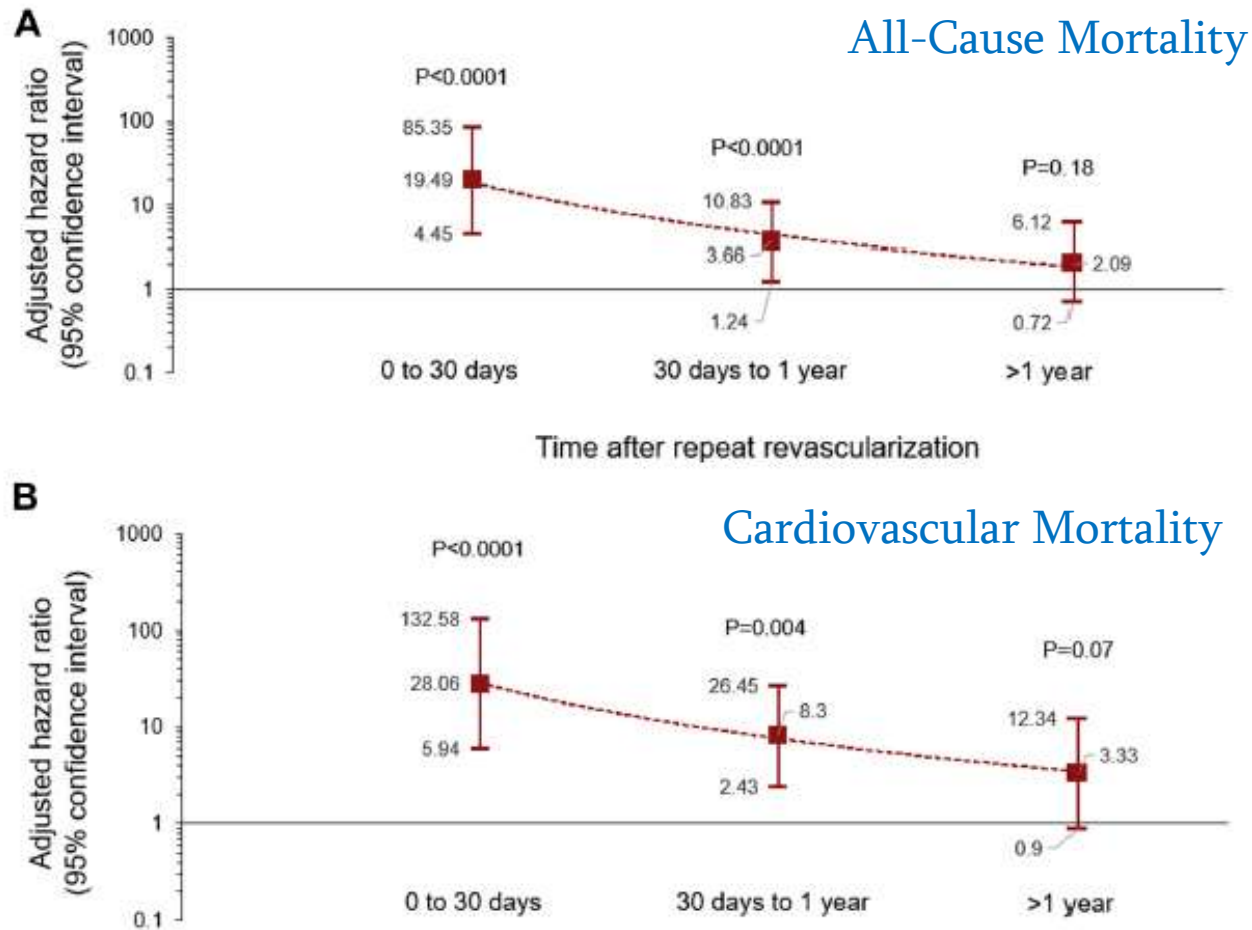 A
All-Cause Mortality
Adjusted hazard ratio
(95% confidence interval)
1000
100
10
1
0.1
P<0.0001
85.35
19.49
4.45
P<0.0001
10.83
3.66
1.24
P=0.18
6.12
2.09
0.72
0 to 30 days
30 days to 1 year
>1 year
Time after repeat revascularization
B
Cardiovascular Mortality
Adjusted hazard ratio
(95% confidence interval)
1000
100
10
1
0.1
P<0.0001
132.58
28.06
5.94
P=0.004
26.45
8.3
2.43
P=0.07
12.34
3.33
0.9
0 to 30 days
30 days to 1 year
>1 year